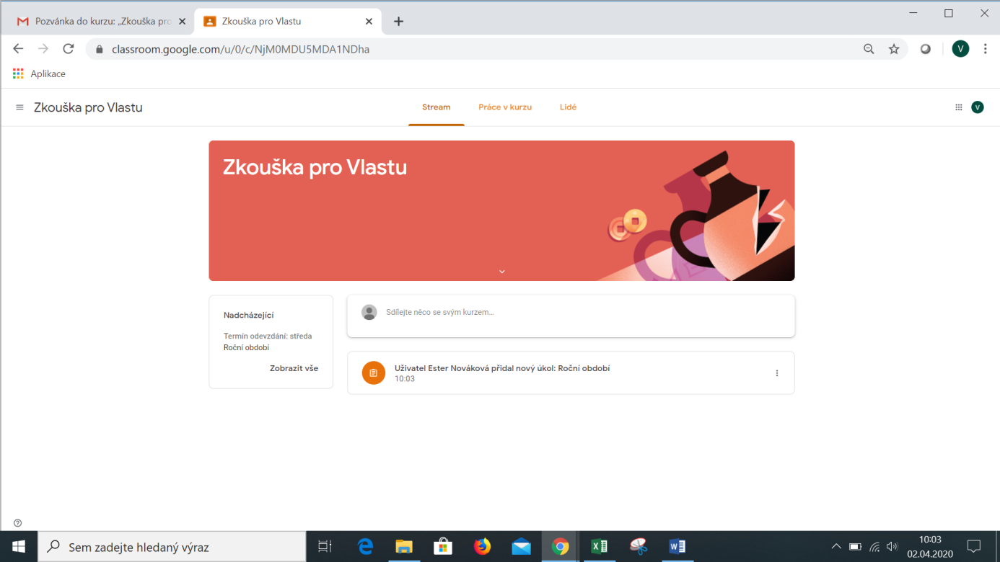 Pozvánka do kurzu: „Zkouška pro
Zkouška pro Vlastu
classroom.google.com/u/0/c/NjM0MDU5MDA1NDha
V
Aplikace
Zkouška pro Vlastu
Stream
Práce v kurzu
Lidé
V
Zkouška pro Vlastu
Nadcházející
Termín odevzdání: středa
Roční období
Zobrazit vše
Sdílejte něco se svým kurzem…
Uživatel Ester Nováková přidal nový úkol: Roční období
10:03
Sem zadejte hledaný výraz
10:03
02.04.2020